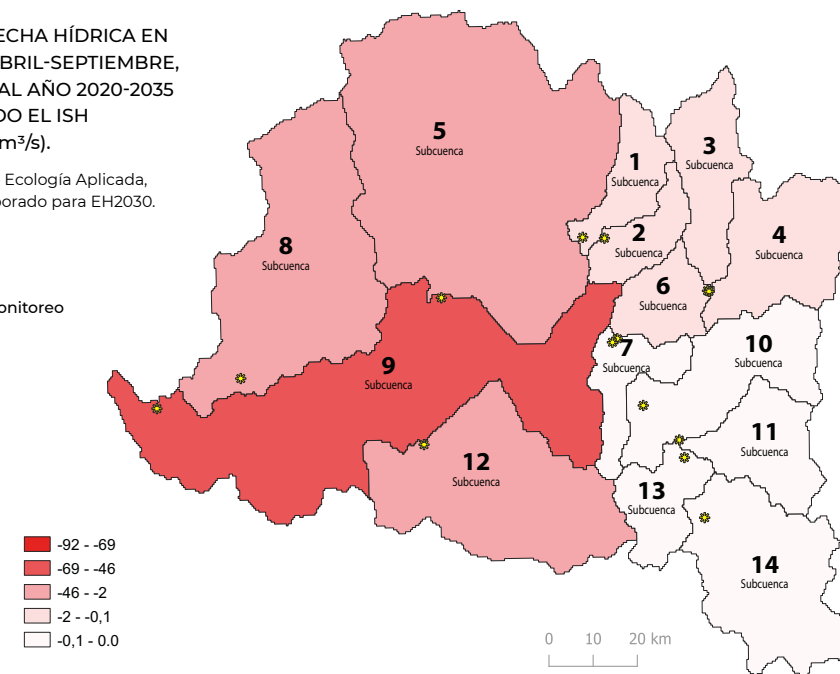 ECHA HÍDRICA EN
BRIL-SEPTIEMBRE,
AL AÑO 2020-2035
DO EL ISH
m³/s).
Ecología Aplicada,
orado para EH2030.
onitoreo
5
Subcuenca
1
Subcuenca
3
Subcuenca
2
Subcuenca
4
Subcuenca
8
Subcuenca
6
Subcuenca
7
Subcuenca
10
Subcuenca
9
Subcuenca
11
Subcuenca
12
Subcuenca
13
Subcuenca
14
Subcuenca
-92 - -69
-69 - -46
-46 - -2
-2 - -0,1
-0,1 - 0.0
0 10 20 km